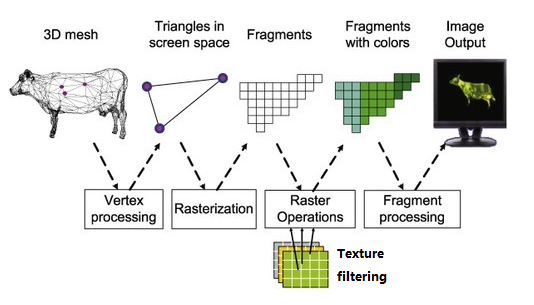 3D mesh
Triangles in
screen space
Fragments
Fragments
with colors
Image
Output
Vertex
processing
Rasterization
Raster
Operations
Fragment
processing
Texture
filtering